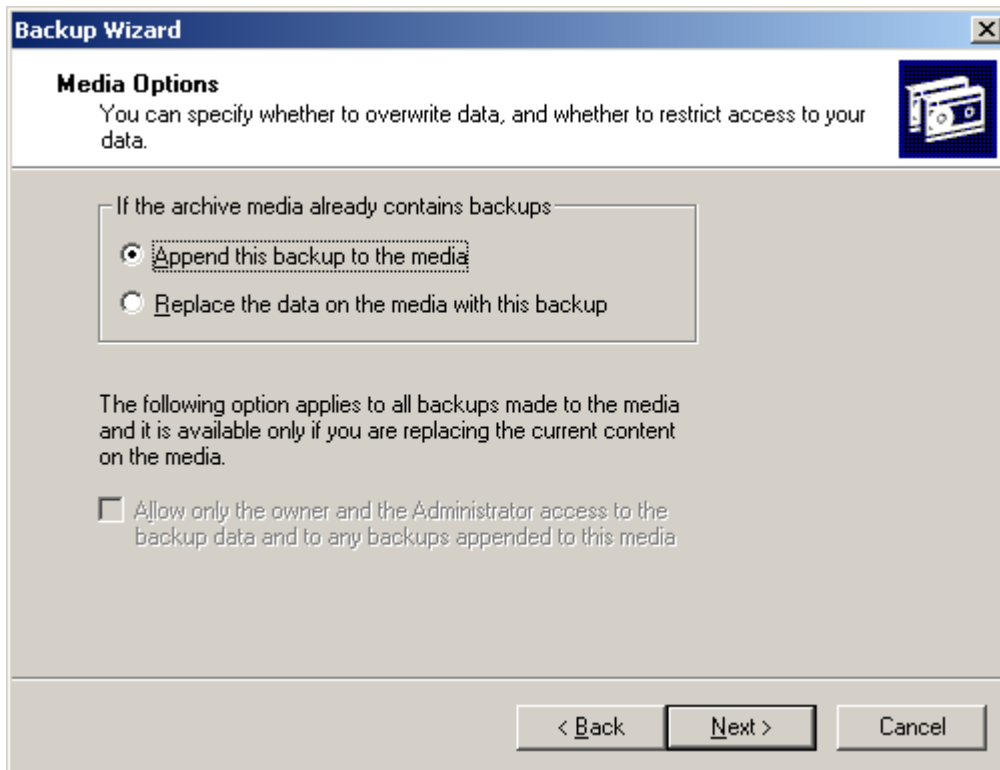 Backup Wizard
Media Options
You can specify whether to overwrite data, and whether to restrict access to your
data.
If the archive media already contains backups
Append this backup to the media
Replace the data on the media with this backup
The following option applies to all backups made to the media
and it is available only if you are replacing the current content
on the media.
Allow only the owner and the Administrator access to the
backup data and to any backups appended to this media
< Back
Next >
Cancel